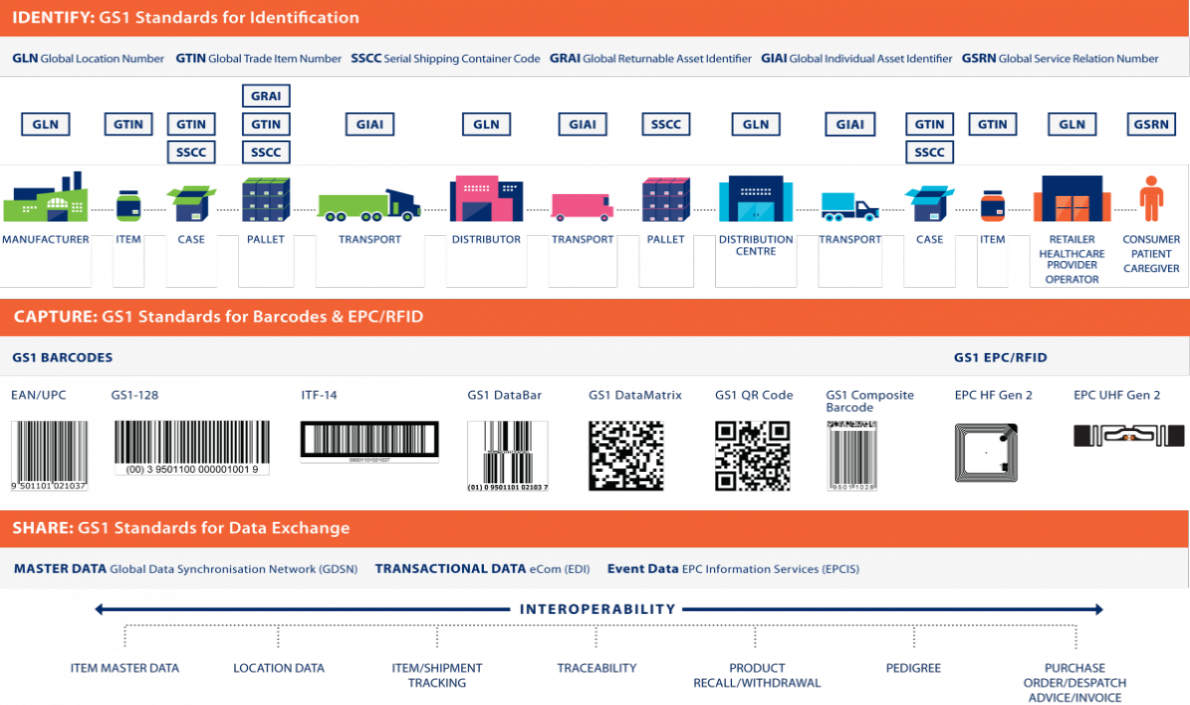 IDENTIFY: GS1 Standards for Identification
GLN Global Location Number GTIN Global Trade Item Number SSCC Serial Shipping Container Code GRAI Global Returnable Asset Identifier GIAI Global Individual Asset Identifier GSRN Global Service Relation Number
GRAI
GLN GTIN GTIN GTIN GIAI GLN GIAI SSCC GLN GIAI GTIN GTIN GLN GSRN
SSCC SSCC SSCC
MANUFACTURER ITEM CASE PALLET TRANSPORT DISTRIBUTOR TRANSPORT PALLET DISTRIBUTION TRANSPORT CASE ITEM RETAILER CONSUMER
CENTRE HEALTHCARE PATIENT
PROVIDER CAREGIVER
OPERATOR
CAPTURE: GS1 Standards for Barcodes & EPC/RFID
GS1 BARCODES GS1 EPC/RFID
EAN/UPC GS1-128 ITF-14 GS1 DataBar GS1 DataMatrix GS1 QR Code GS1 Composite EPC HF Gen 2 EPC UHF Gen 2
Barcode
(00) 3 9501100 000001001 9
9 501101 021037 (01) 0 9501101 02103 7
SHARE: GS1 Standards for Data Exchange
MASTER DATA Global Data Synchronisation Network (GDSN) TRANSACTIONAL DATA eCom (EDI) Event Data EPC Information Services (EPCIS)
INTEROPERABILITY
ITEM MASTER DATA LOCATION DATA ITEM/SHIPMENT TRACEABILITY PRODUCT PEDIGREE PURCHASE
TRACKING RECALL/WITHDRAWAL ORDER/DESPATCH
ADVICE/INVOICE